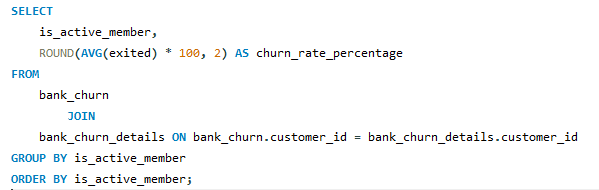 SELECT
    is_active_member,
    ROUND(AVG(exited) * 100, 2) AS churn_rate_percentage
FROM
    bank_churn
        JOIN
    bank_churn_details ON bank_churn.customer_id = bank_churn_details.customer_id
GROUP BY is_active_member
ORDER BY is_active_member;